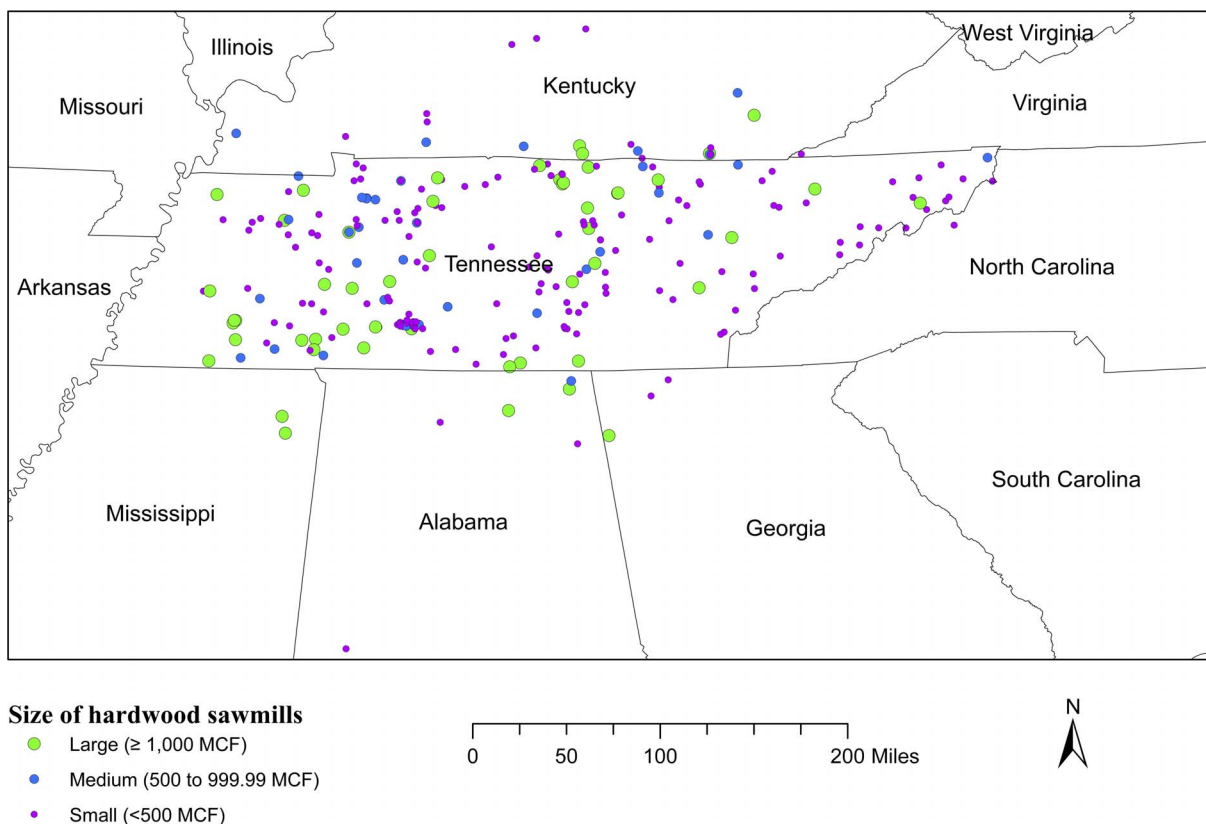 West Virginia
Illinois
Kentucky
Missouri
Virginia
Tennessee
North Carolina
Arkansas
South Carolina
Mississippi
Alabama
Georgia
Size of hardwood sawmills
Large (≥ 1,000 MCF)
Medium (500 to 999.99 MCF)
Small (<500 MCF)
0 50 100 200 Miles
N